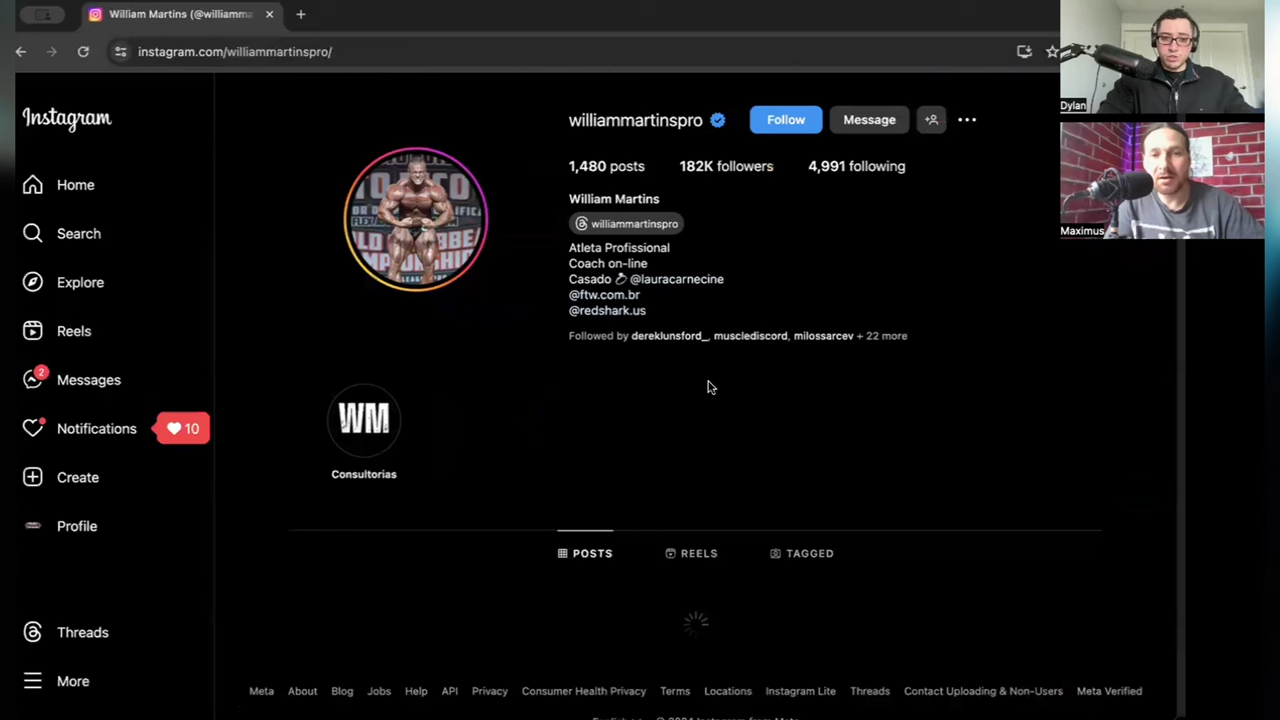 William Martins (@williamma
instagram.com/williammartinspro/
Dylan
Maximus
Instagram
Home
Search
Explore
Reels
Messages
2
Notifications
10
Create
Profile
Threads
More
williammartinspro
Follow
Message
1,480 posts 182K followers 4,991 following
William Martins
williammartinspro
Atleta Profissional
Coach on-line
Casado 💍 @lauracarnecine
@ftw.com.br
@redshark.us
Followed by dereklunsford_, musclediscord, milossarcev + 22 more
WM
Consultorias
POSTS REELS TAGGED
Meta About Blog Jobs Help API Privacy Consumer Health Privacy Terms Locations Instagram Lite Threads Contact Uploading & Non-Users Meta Verified